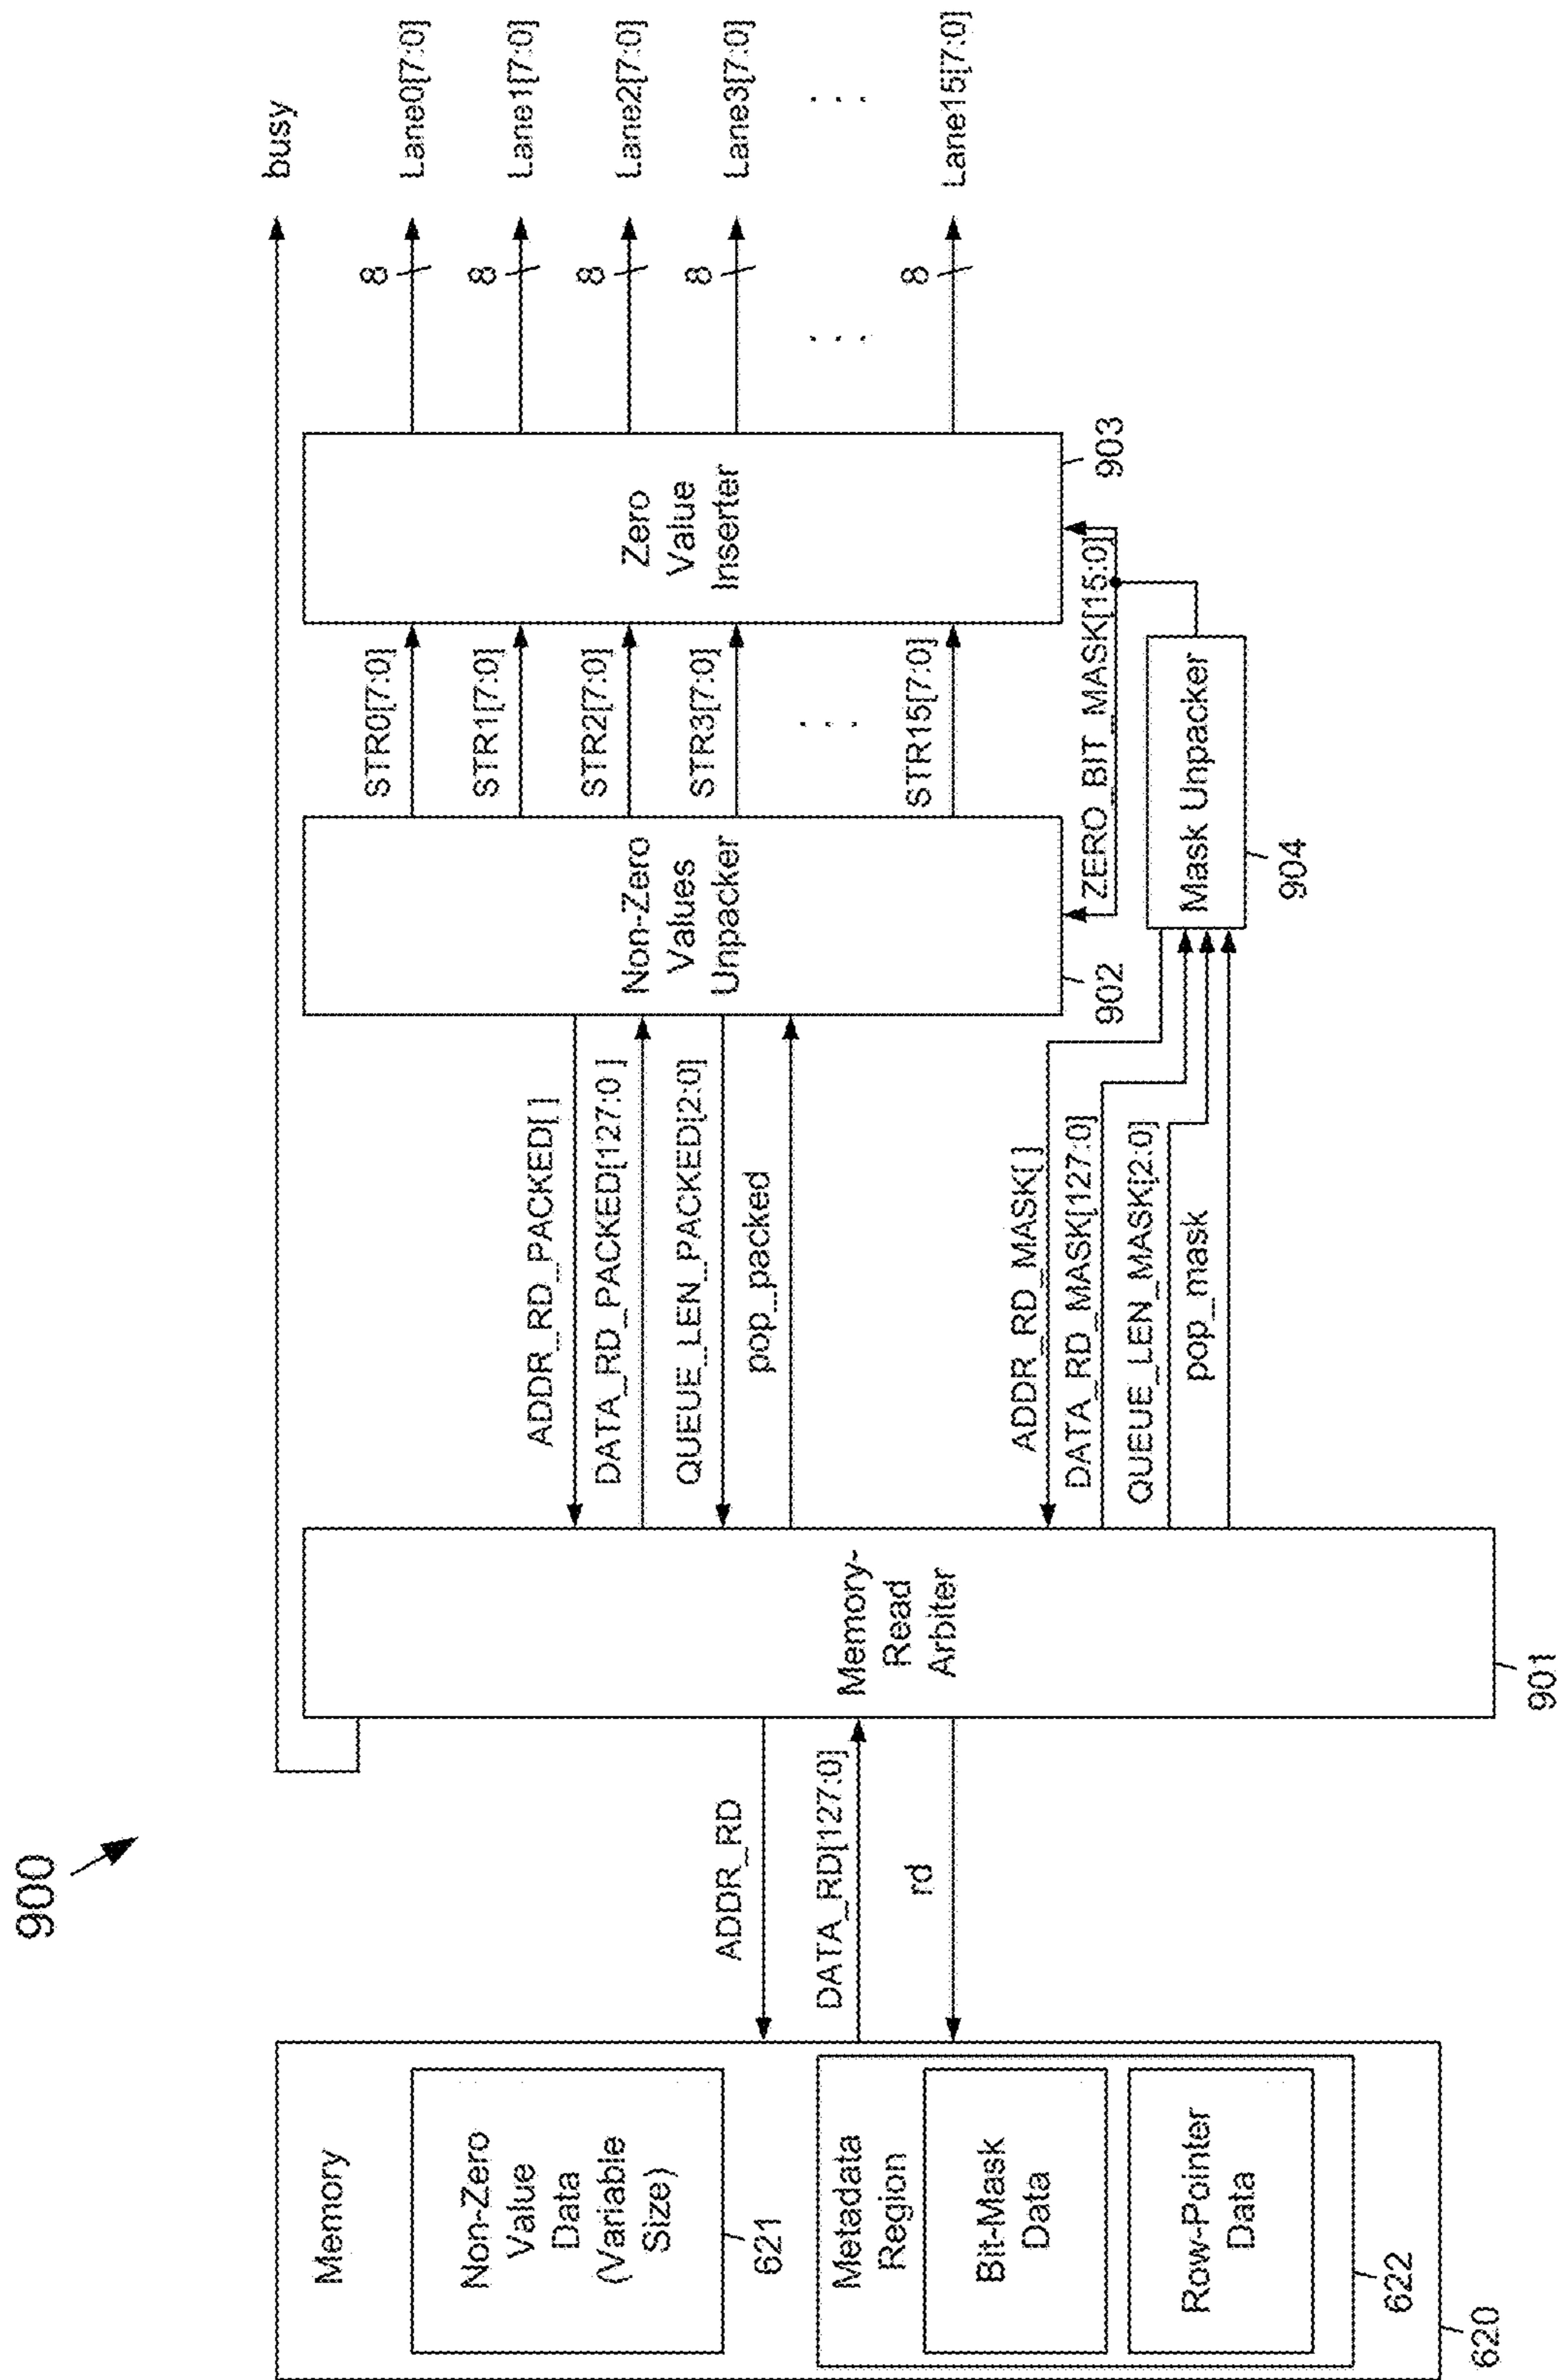 900
busy
Memory
Non-Zero
Value
Data
(Variable
Size)
621
Metadata
Region
Bit-Mask
Data
Row-Pointer
Data
622
620
ADDR_RD
DATA_RD[127:0]
rd
Memory-
Read
Arbiter
901
ADDR_RD_PACKED[ ]
DATA_RD_PACKED[127:0 ]
QUEUE_LEN_PACKED[2:0]
pop_packed
ADDR_RD_MASK[ ]
DATA_RD_MASK[127:0]
QUEUE_LEN_MASK[2:0]
pop_mask
Non-Zero
Values
Unpacker
902
STR0[7:0]
STR1[7:0]
STR2[7:0]
STR3[7:0]
. . .
STR15[7:0]
ZERO_BIT_MASK[15:0]
Mask Unpacker
904
Zero
Value
Inserter
903
8
8
8
8
. . .
8
Lane0[7:0]
Lane1[7:0]
Lane2[7:0]
Lane3[7:0]
. . .
Lane15[7:0]